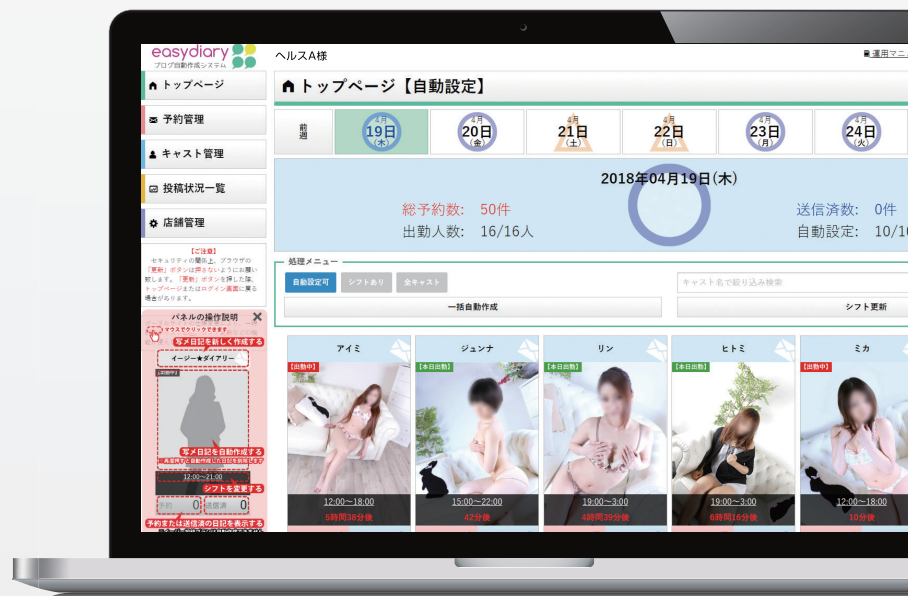 easydiary
ブログ自動作成システム
ヘルスA様
トップページ
予約管理
キャスト管理
投稿状況一覧
店舗管理
【ご注意】
セキュリティの関係上、ブラウザの
「更新」ボタンは押さないようにお願い
致します。「更新」ボタンを押した際、
トップページまたはログイン画面に戻る
場合があります。
パネルの操作説明
マウスでクリックできます
写メ日記を新しく作成する
イージー★ダイアリー
【出勤中】
写メ日記を自動作成する
12:00～21:00
シフトを変更する
予約 0 送信済 0
予約または送信済の日記を表示する
トップページ【自動設定】
前週
4月
19日
(木)
4月
20日
(金)
4月
21日
(土)
4月
22日
(日)
4月
23日
(月)
4月
24日
(火)
2018年04月19日(木)
総予約数: 50件
出勤人数: 16/16人
送信済数: 0件
自動設定: 10/1
処理メニュー
自動設定可 シフトあり 全キャスト
キャスト名で絞り込み検索
一括自動作成
シフト更新
アイミ
【出勤中】
12:00～18:00
5時間38分後
ジュンナ
【本日出勤】
15:00～22:00
42分後
リン
【本日出勤】
19:00～3:00
4時間39分後
ヒトミ
【本日出勤】
19:00～3:00
6時間16分後
ミカ
【出勤中】
12:00～18:00
10分後